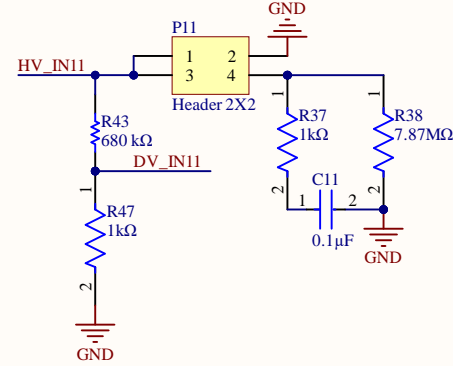 GND
P11
HV_IN11
1
2
3
4
Header 2X2
R43
680 kΩ
DV_IN11
1
R47
1kΩ
2
GND
1
R37
1kΩ
2
1
R38
7.87MΩ
2
C11
1
2
0.1µF
GND